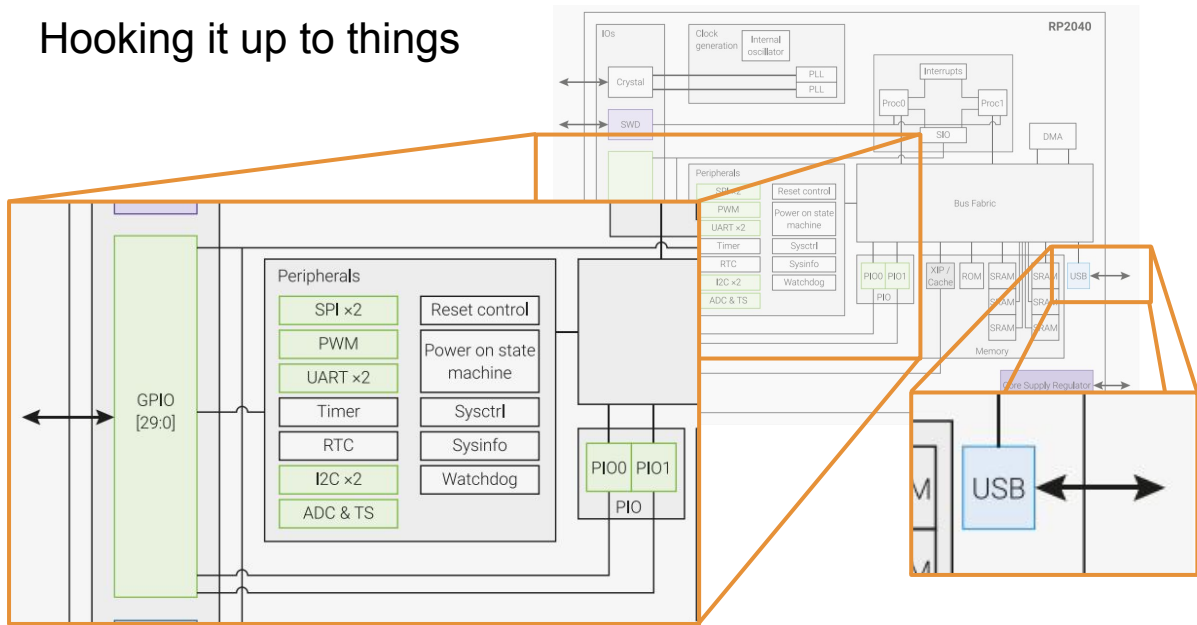 Hooking it up to things
RP2040
IOs
Clock
generation
Internal
oscillator
Crystal
PLL
PLL
Interrupts
Proc0
Proc1
SWD
SIO
DMA
Peripherals
SPI ×2
Reset control
PWM
Power on state
machine
UART ×2
Timer
Sysctrl
RTC
Sysinfo
I2C ×2
Watchdog
ADC & TS
Bus Fabric
PIO0
PIO1
PIO
XIP /
Cache
ROM
SRAM
SRAM
SRAM
SRAM
SRAM
SRAM
USB
Memory
Core Supply Regulator
GPIO
[29:0]
Peripherals
SPI ×2
Reset control
PWM
Power on state
machine
UART ×2
Timer
Sysctrl
RTC
Sysinfo
I2C ×2
Watchdog
ADC & TS
PIO0
PIO1
PIO
M
USB
M